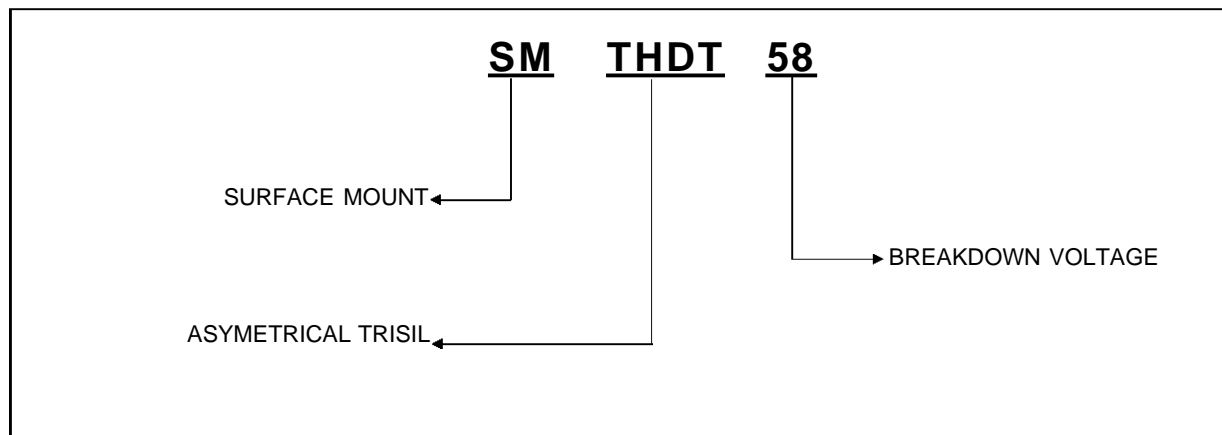 SM THDT 58
SURFACE MOUNT
BREAKDOWN VOLTAGE
ASYMETRICAL TRISIL